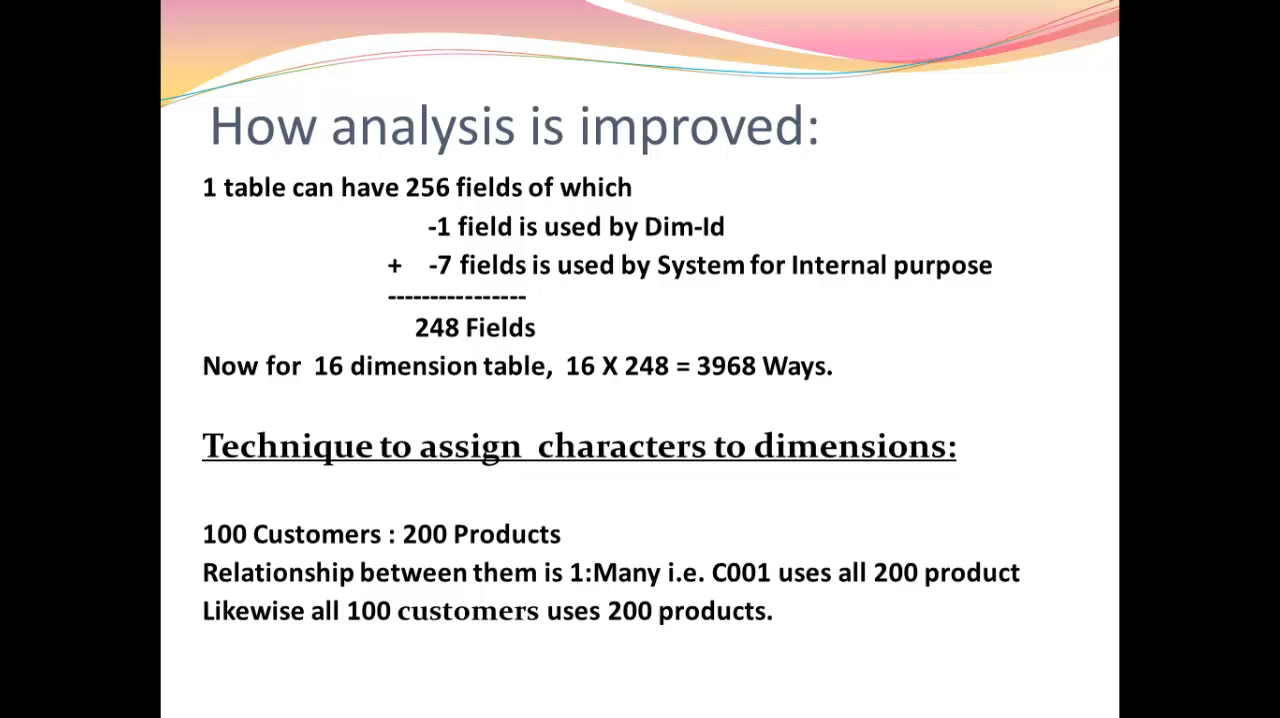 How analysis is improved:
1 table can have 256 fields of which
-1 field is used by Dim-Id
+ -7 fields is used by System for Internal purpose
----------------
248 Fields
Now for 16 dimension table, 16 X 248 = 3968 Ways.
Technique to assign characters to dimensions:
100 Customers : 200 Products
Relationship between them is 1:Many i.e. C001 uses all 200 product
Likewise all 100 customers uses 200 products.